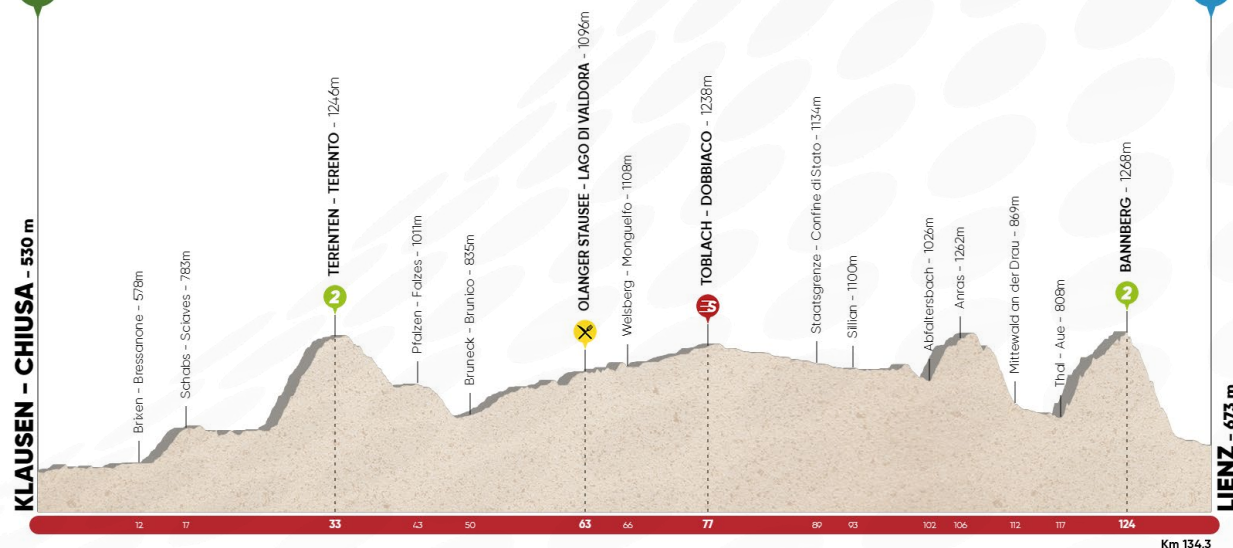 KLAUSEN – CHIUSA – 530 m
Brixen – Bressanone – 578m
Schabs – Sciaves – 783m
TERENTEN – TERENTO – 1246m
2
Pfalzen – Falzes – 1011m
Bruneck – Brunico – 835m
OLANGER STAUSEE – LAGO DI VALDORA – 1096m
Welsberg – Monguelfo – 1108m
TOBLACH – DOBBIACO – 1238m
S
Staatsgrenze – Confine di Stato – 1134m
Sillian – 1100m
Abfaltersbach – 1026m
Anras – 1262m
Mittewald an der Drau – 869m
Thal – Aue – 808m
BANNBERG – 1268m
2
LIENZ – 673 m
12 17 33 43 50 63 66 77 89 93 102 106 112 117 124
Km 134.3